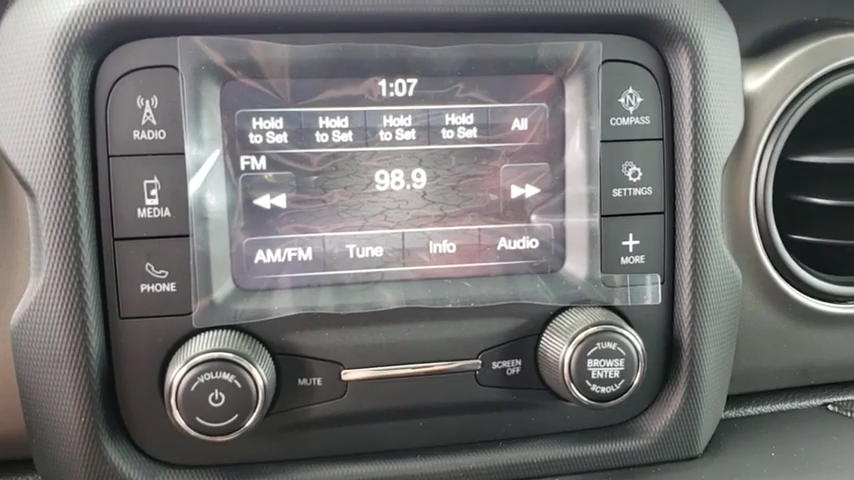 1:07
Hold to Set
Hold to Set
Hold to Set
Hold to Set
All
FM
98.9
AM/FM
Tune
Info
Audio
RADIO
MEDIA
PHONE
N
COMPASS
SETTINGS
MORE
VOLUME
MUTE
SCREEN OFF
TUNE
BROWSE
ENTER
SCROLL